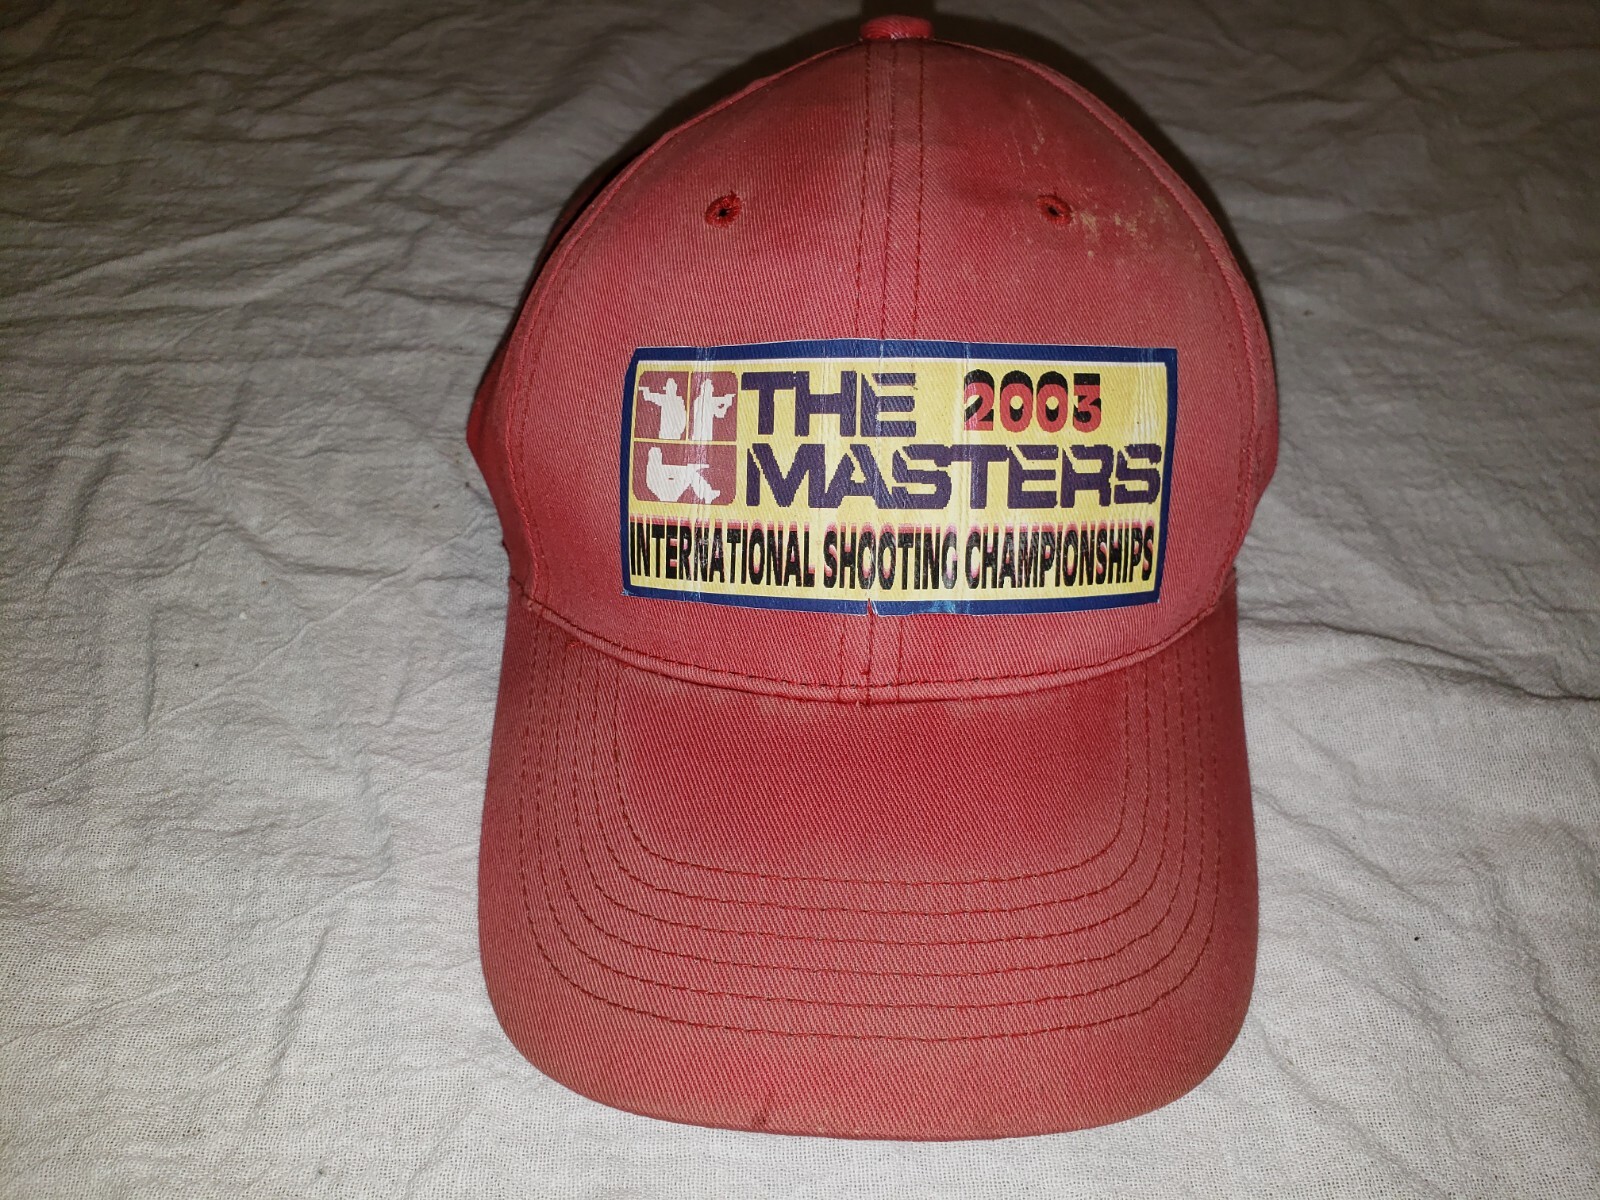 THE 2003
MASTERS
INTERNATIONAL SHOOTING CHAMPIONSHIPS